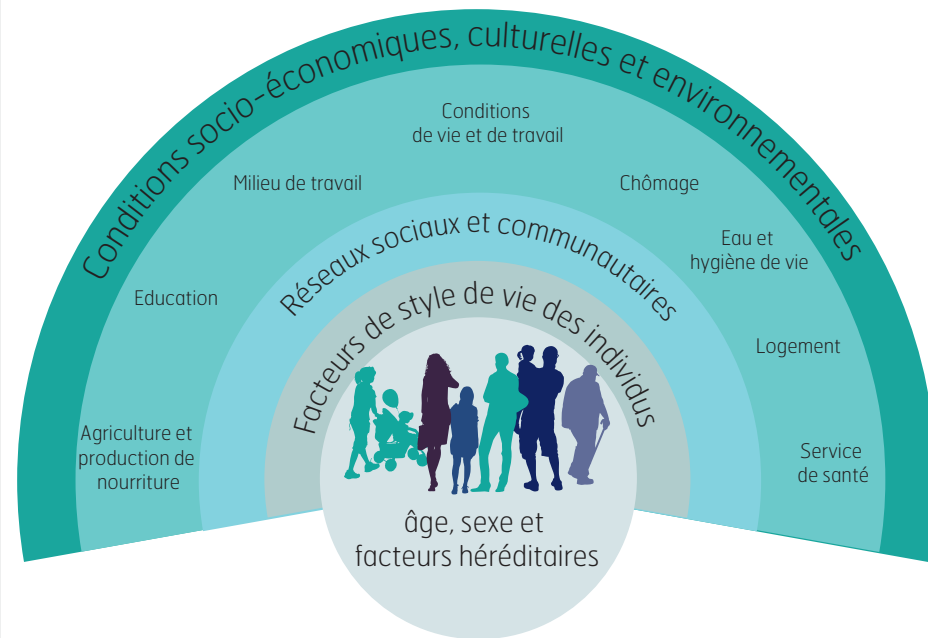 Conditions socio-économiques, culturelles et environnementales
Conditions
de vie et de travail
Milieu de travail
Chômage
Réseaux sociaux et communautaires
Eau et
hygiène de vie
Education
Facteurs de style de vie des individus
Logement
Agriculture et
production de
nourriture
Service
de santé
âge, sexe et
facteurs héréditaires